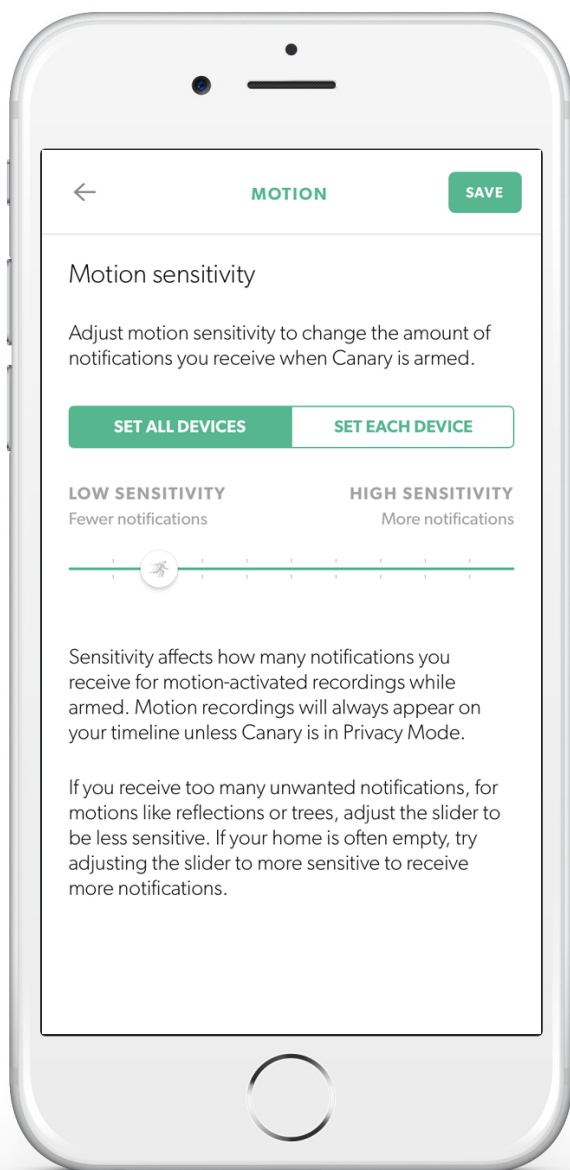 MOTION
SAVE
Motion sensitivity
Adjust motion sensitivity to change the amount of
notifications you receive when Canary is armed.
SET ALL DEVICES
SET EACH DEVICE
LOW SENSITIVITY
HIGH SENSITIVITY
Fewer notifications
More notifications
Sensitivity affects how many notifications you
receive for motion-activated recordings while
armed. Motion recordings will always appear on
your timeline unless Canary is in Privacy Mode.
If you receive too many unwanted notifications, for
motions like reflections or trees, adjust the slider to
be less sensitive. If your home is often empty, try
adjusting the slider to more sensitive to receive
more notifications.